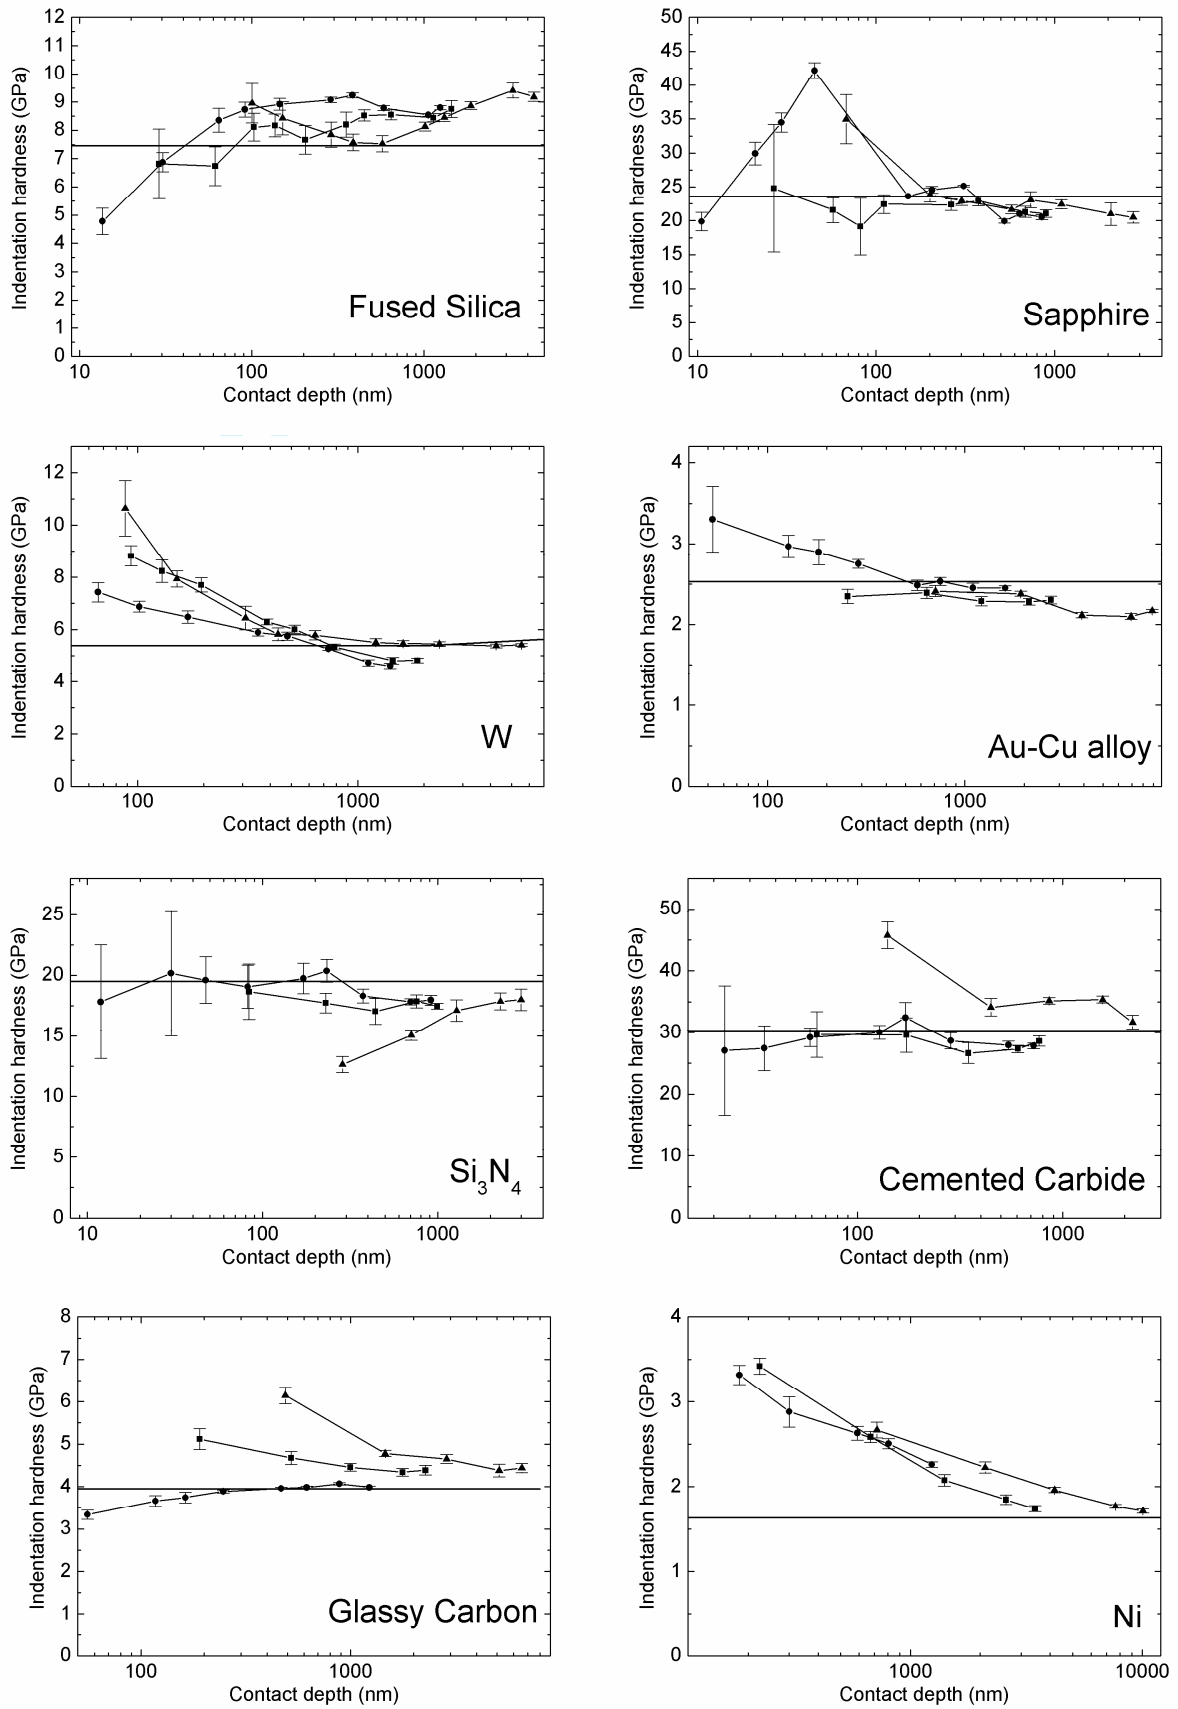 12
11
10
9
8
7
6
5
4
3
2
1
0
Indentation hardness (GPa)
Fused Silica
10 100 1000
Contact depth (nm)
50
45
40
35
30
25
20
15
10
5
0
Indentation hardness (GPa)
Sapphire
10 100 1000
Contact depth (nm)
12
10
8
6
4
2
0
Indentation hardness (GPa)
W
100 1000
Contact depth (nm)
4
3
2
1
0
Indentation hardness (GPa)
Au-Cu alloy
100 1000
Contact depth (nm)
25
20
15
10
5
0
Indentation hardness (GPa)
Si3N4
10 100 1000
Contact depth (nm)
50
40
30
20
10
0
Indentation hardness (GPa)
Cemented Carbide
100 1000
Contact depth (nm)
8
7
6
5
4
3
2
1
0
Indentation hardness (GPa)
Glassy Carbon
100 1000
Contact depth (nm)
4
3
2
1
0
Indentation hardness (GPa)
Ni
1000 10000
Contact depth (nm)